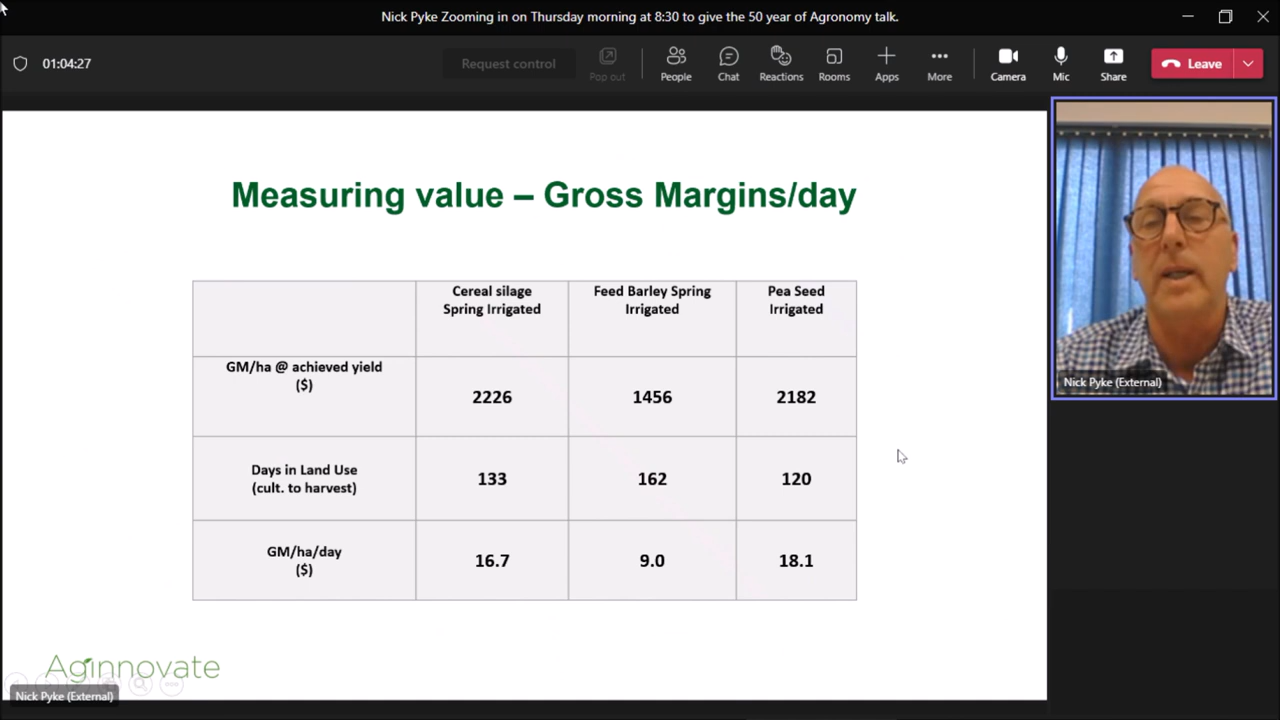 Nick Pyke Zooming in on Thursday morning at 8:30 to give the 50 year of Agronomy talk.
01:04:27
Request control
Pop out
People
Chat
Reactions
Rooms
Apps
More
Camera
Mic
Share
Leave
Measuring value – Gross Margins/day
Cereal silage
Spring Irrigated
Feed Barley Spring
Irrigated
Pea Seed
Irrigated
GM/ha @ achieved yield
($)
2226
1456
2182
Days in Land Use
(cult. to harvest)
133
162
120
GM/ha/day
($)
16.7
9.0
18.1
Aginnovate
Nick Pyke (External)
Nick Pyke (External)